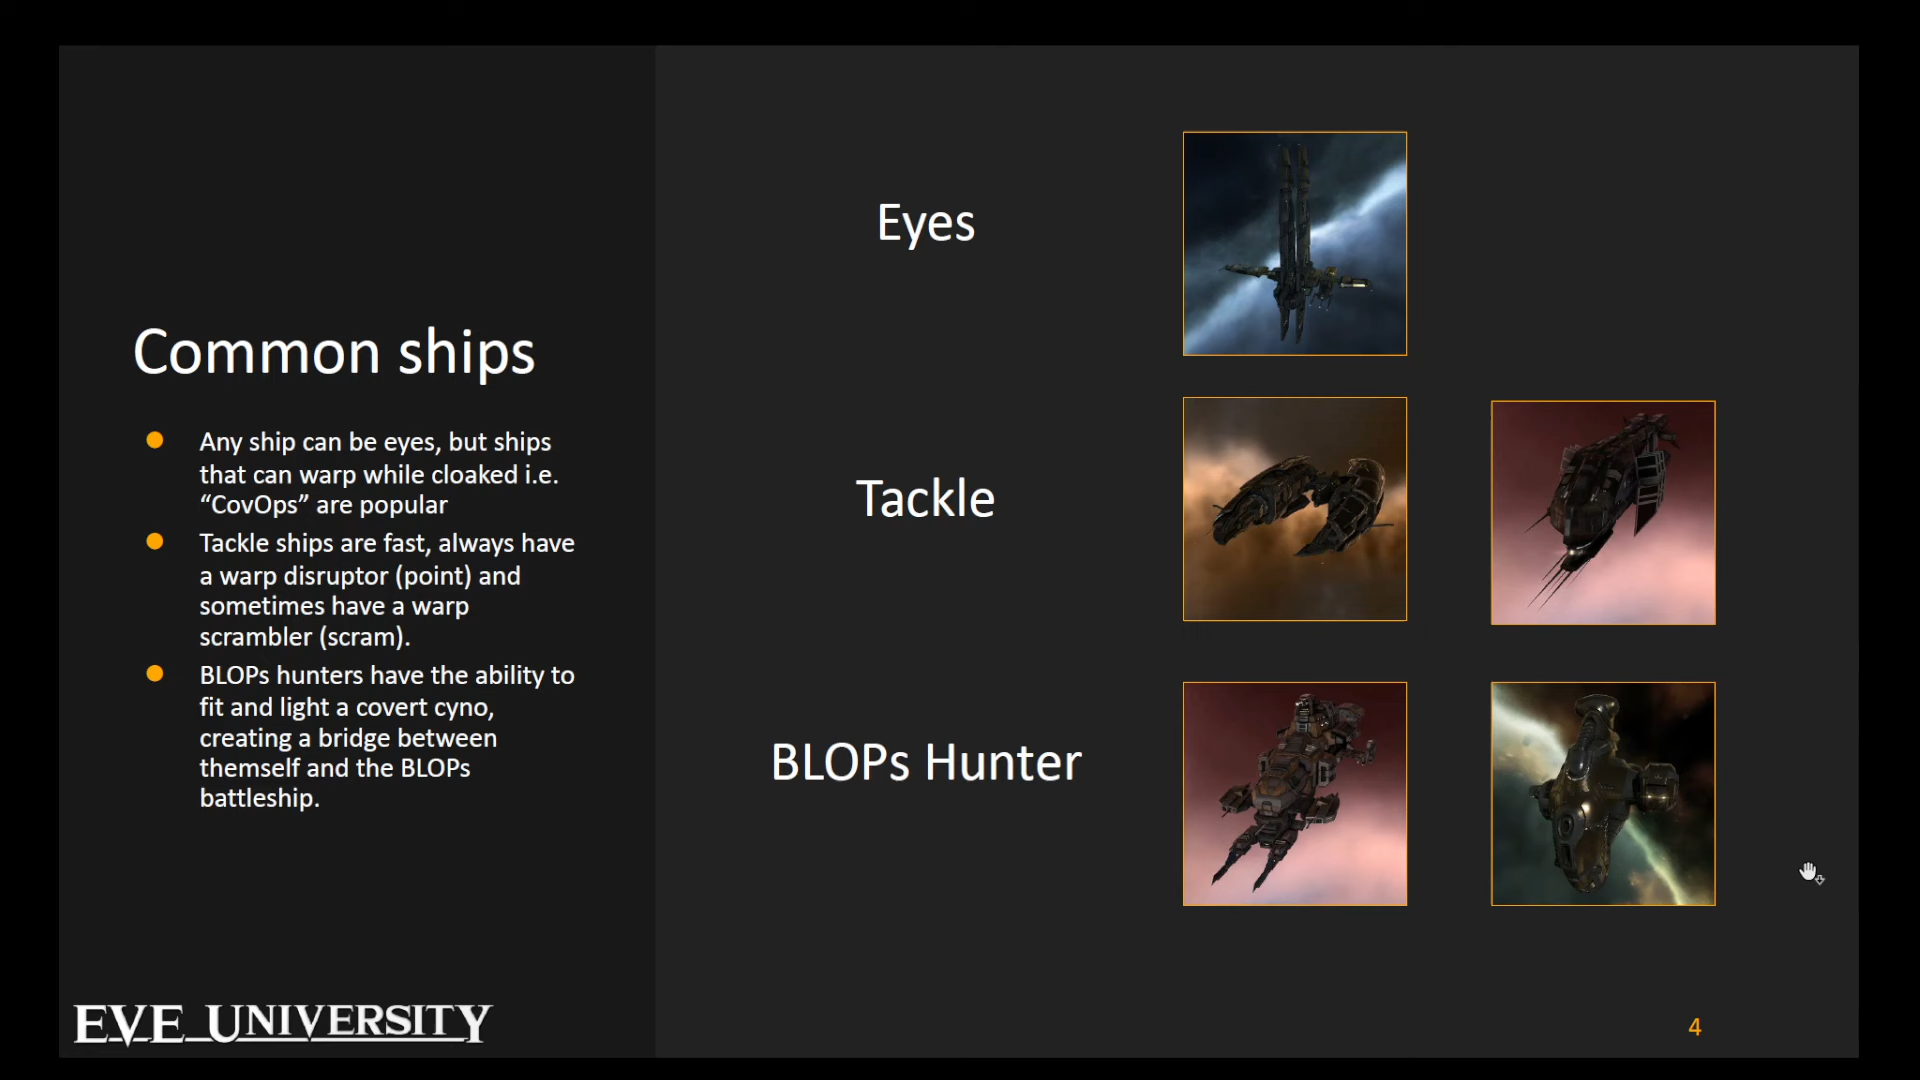 Common ships
Any ship can be eyes, but ships
that can warp while cloaked i.e.
“CovOps” are popular
Tackle ships are fast, always have
a warp disruptor (point) and
sometimes have a warp
scrambler (scram).
BLOPs hunters have the ability to
fit and light a covert cyno,
creating a bridge between
themself and the BLOPs
battleship.
Eyes
Tackle
BLOPs Hunter
EVE UNIVERSITY
4